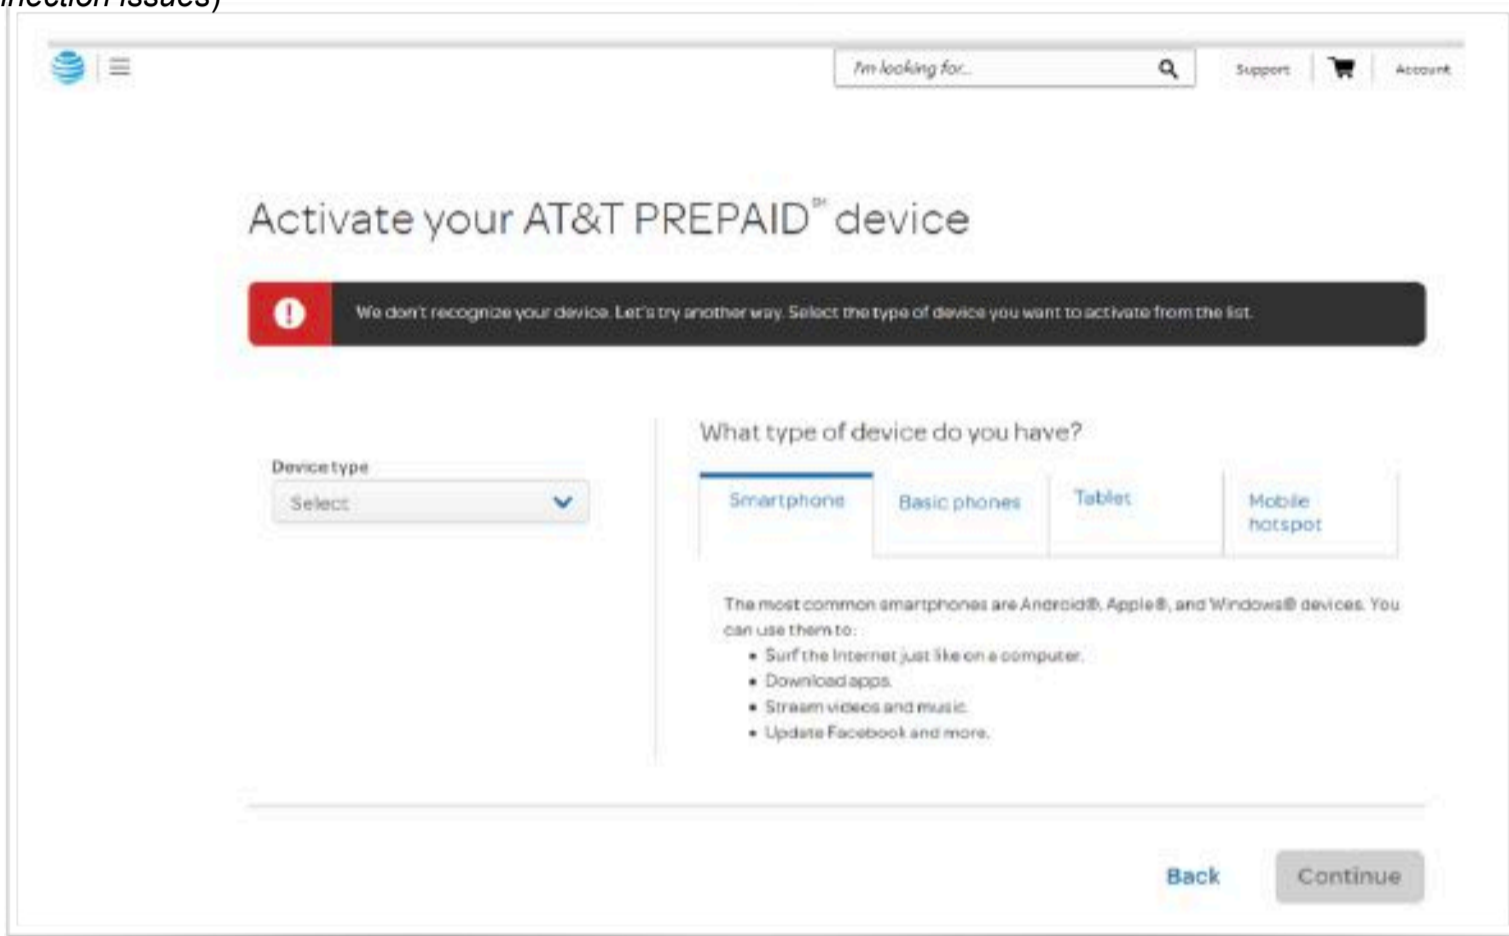 nection issues)
I'm looking for...
Support
Account
Activate your AT&T PREPAID℠ device
We don't recognize your device. Let's try another way. Select the type of device you want to activate from the list.
Device type
Select
What type of device do you have?
Smartphone
Basic phones
Tablet
Mobile
hotspot
The most common smartphones are Android®, Apple®, and Windows® devices. You
can use them to:
• Surf the Internet just like on a computer.
• Download apps.
• Stream videos and music.
• Update Facebook and more.
Back
Continue